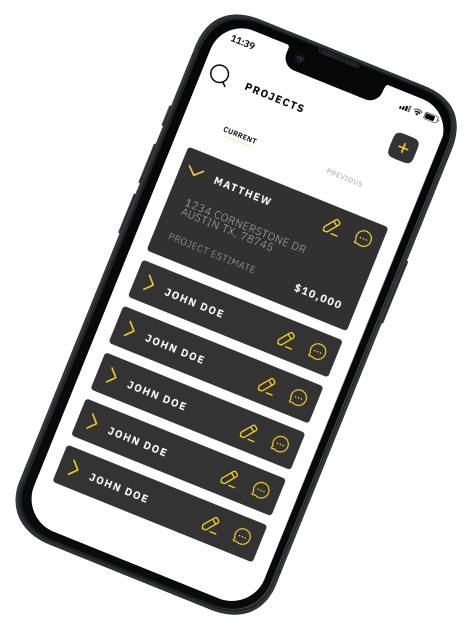 11:39
PROJECTS
CURRENT
PREVIOUS
MATTHEW
1234 CORNERSTONE DR
AUSTIN TX, 78745
PROJECT ESTIMATE
$10,000
JOHN DOE
JOHN DOE
JOHN DOE
JOHN DOE
JOHN DOE